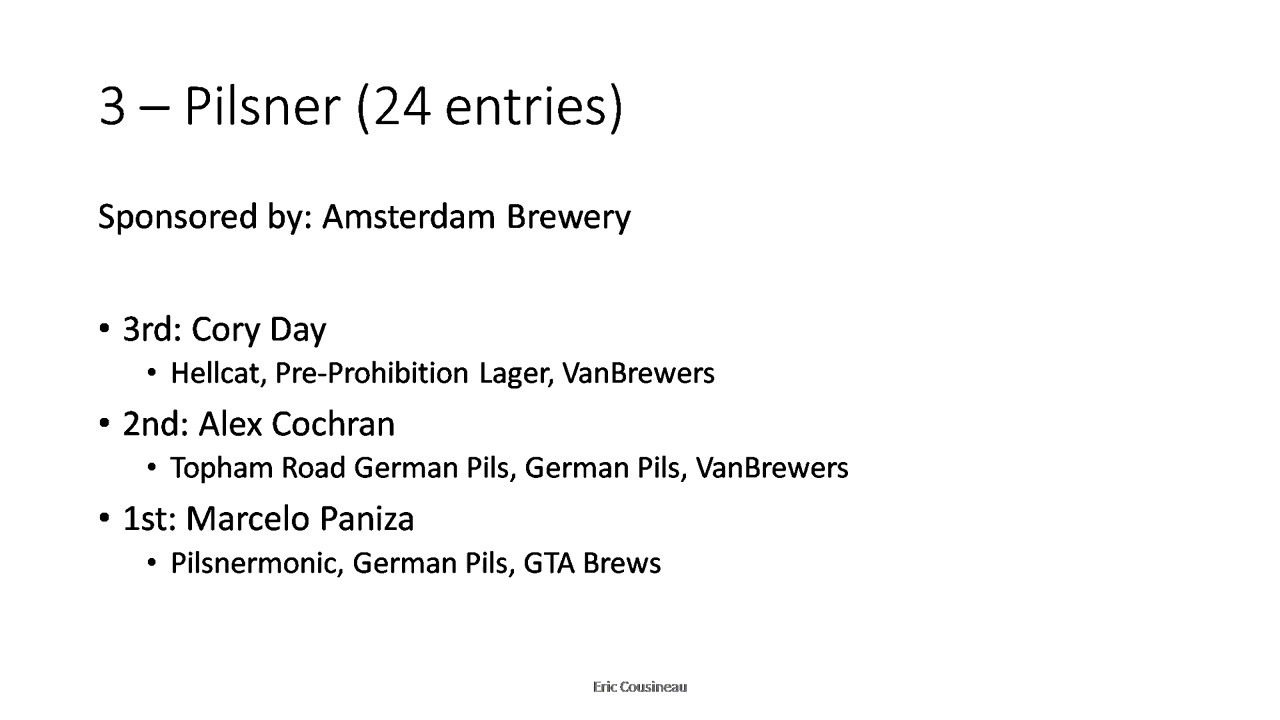 3 – Pilsner (24 entries)
Sponsored by: Amsterdam Brewery
• 3rd: Cory Day
• Hellcat, Pre-Prohibition Lager, VanBrewers
• 2nd: Alex Cochran
• Topham Road German Pils, German Pils, VanBrewers
• 1st: Marcelo Paniza
• Pilsnermonic, German Pils, GTA Brews
Eric Cousineau